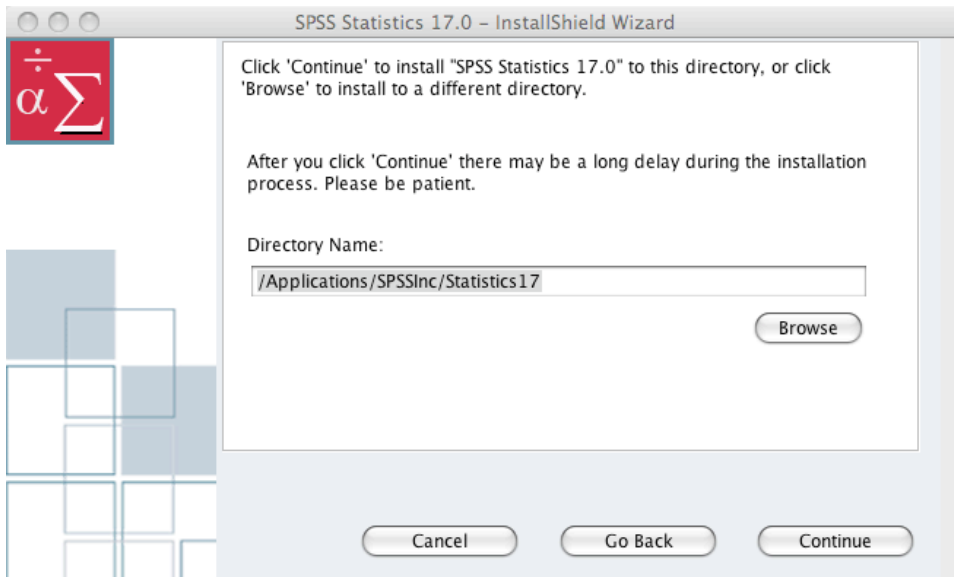 SPSS Statistics 17.0 – InstallShield Wizard
÷
α∑
Click 'Continue' to install "SPSS Statistics 17.0" to this directory, or click
'Browse' to install to a different directory.
After you click 'Continue' there may be a long delay during the installation
process. Please be patient.
Directory Name:
/Applications/SPSSInc/Statistics17
Browse
Cancel
Go Back
Continue